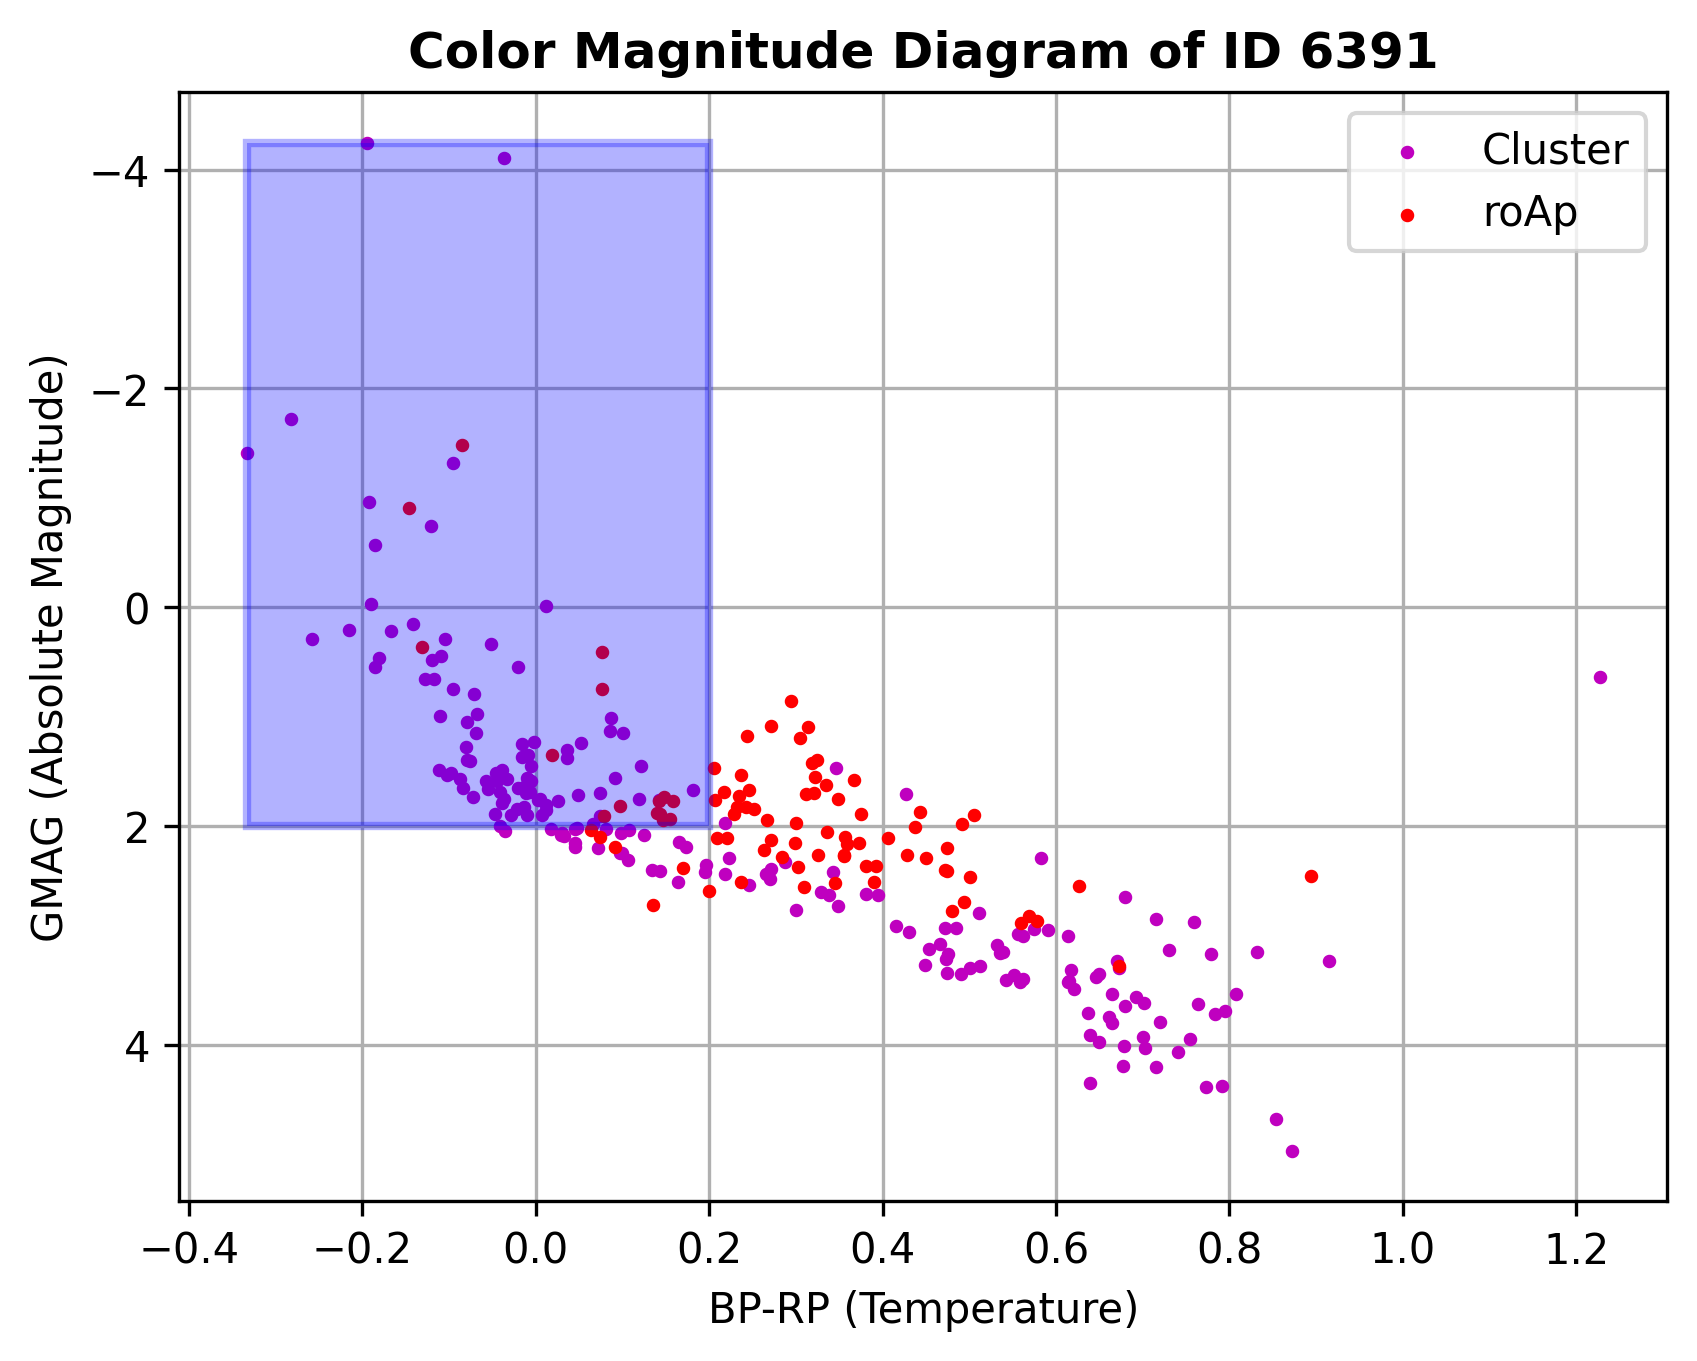 Color Magnitude Diagram of ID 6391
Cluster
roAp
−4
−2
0
2
4
GMAG (Absolute Magnitude)
−0.4
−0.2
0.0
0.2
0.4
0.6
0.8
1.0
1.2
BP-RP (Temperature)